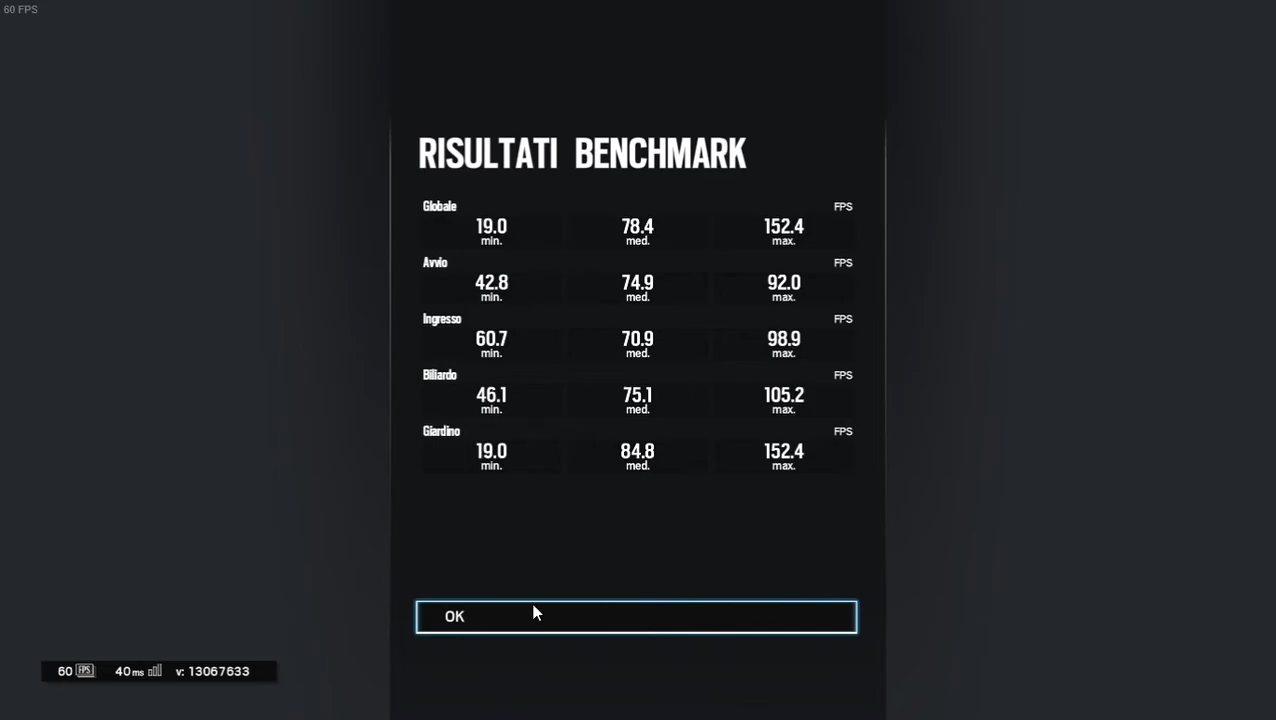 60 FPS
RISULTATI BENCHMARK
Globale FPS
19.0 78.4 152.4
min. med. max.
Avvio FPS
42.8 74.9 92.0
min. med. max.
Ingresso FPS
60.7 70.9 98.9
min. med. max.
Biliardo FPS
46.1 75.1 105.2
min. med. max.
Giardino FPS
19.0 84.8 152.4
min. med. max.
OK
60 FPS 40 ms v: 13067633